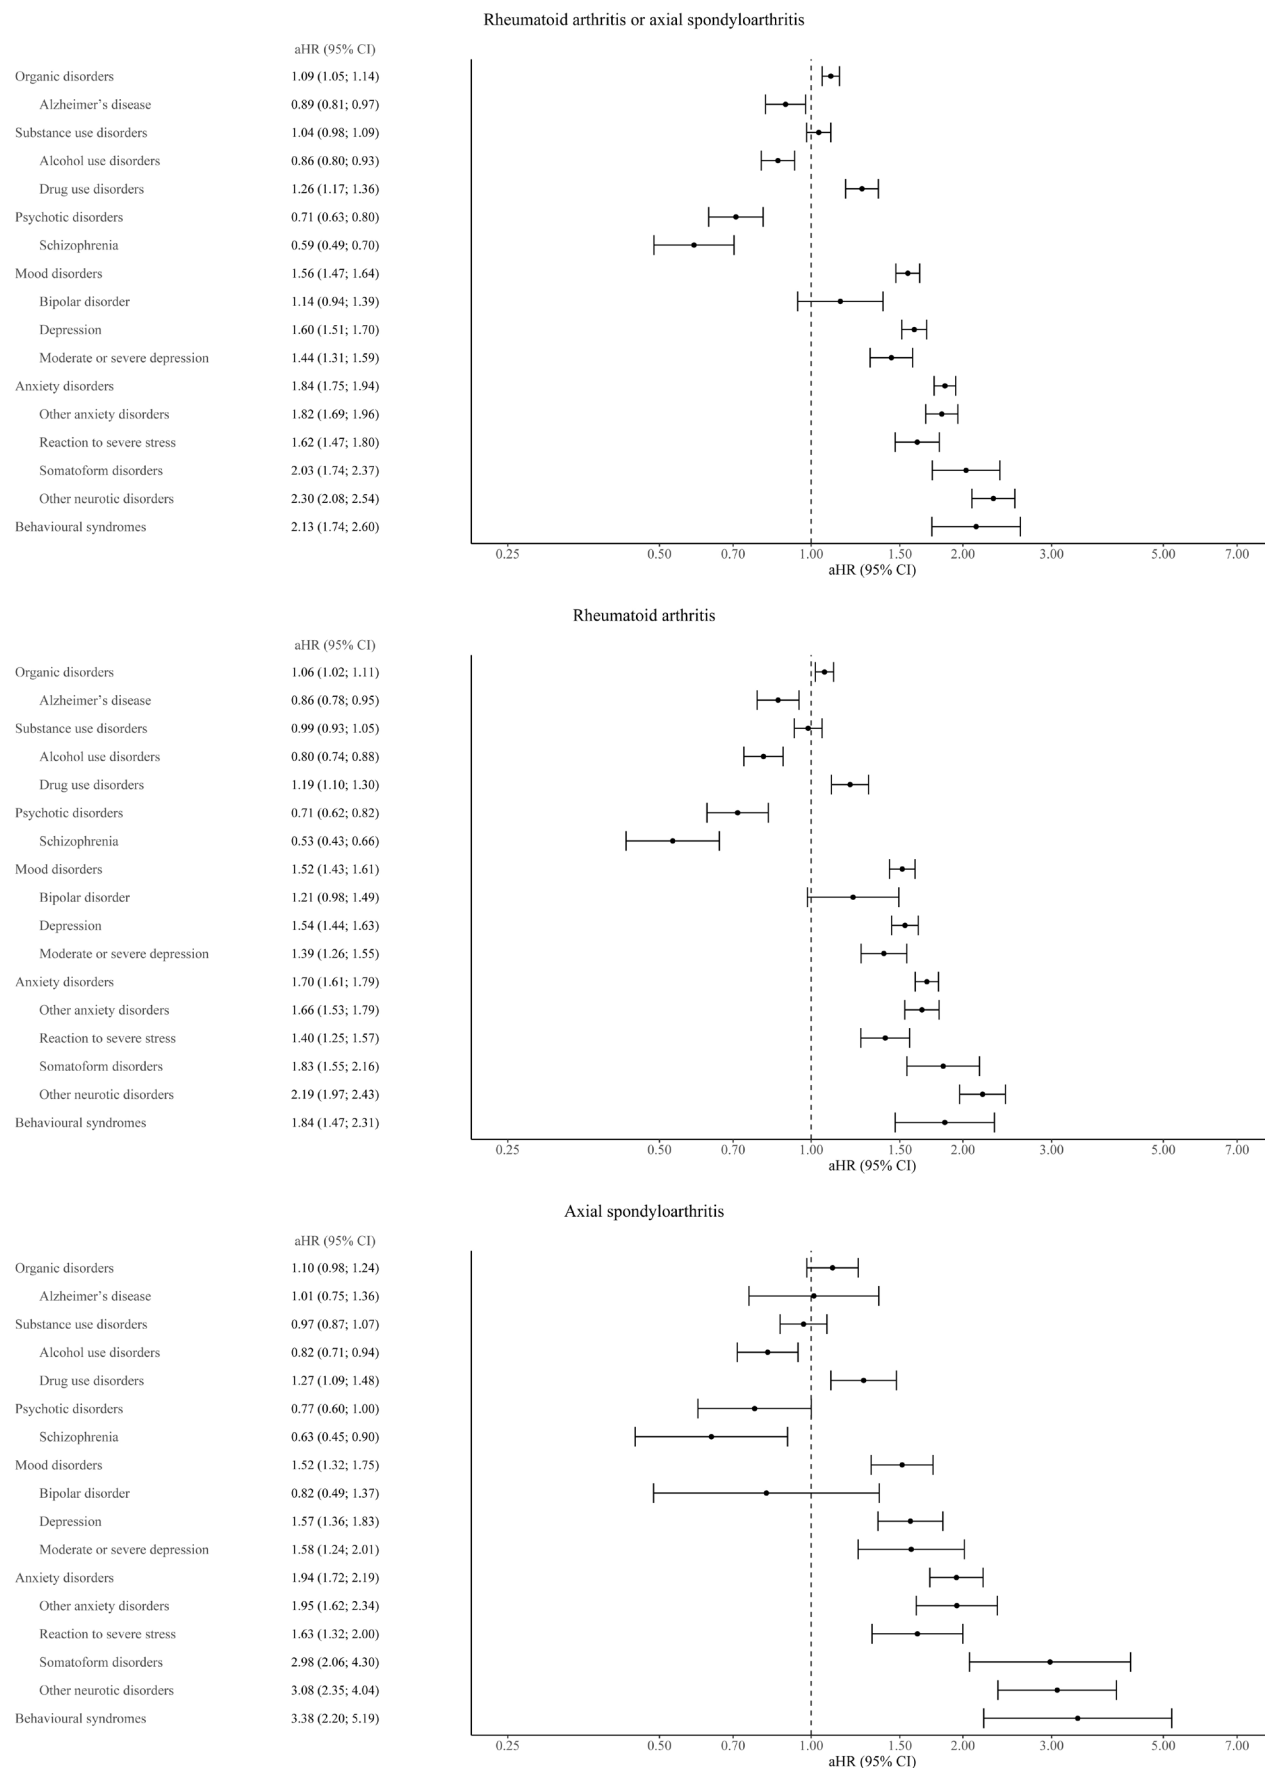 Rheumatoid arthritis or axial spondyloarthritis
aHR (95% CI)
Organic disorders 1.09 (1.05; 1.14)
Alzheimer’s disease 0.89 (0.81; 0.97)
Substance use disorders 1.04 (0.98; 1.09)
Alcohol use disorders 0.86 (0.80; 0.93)
Drug use disorders 1.26 (1.17; 1.36)
Psychotic disorders 0.71 (0.63; 0.80)
Schizophrenia 0.59 (0.49; 0.70)
Mood disorders 1.56 (1.47; 1.64)
Bipolar disorder 1.14 (0.94; 1.39)
Depression 1.60 (1.51; 1.70)
Moderate or severe depression 1.44 (1.31; 1.59)
Anxiety disorders 1.84 (1.75; 1.94)
Other anxiety disorders 1.82 (1.69; 1.96)
Reaction to severe stress 1.62 (1.47; 1.80)
Somatoform disorders 2.03 (1.74; 2.37)
Other neurotic disorders 2.30 (2.08; 2.54)
Behavioural syndromes 2.13 (1.74; 2.60)
0.25 0.50 0.70 1.00 1.50 2.00 3.00 5.00 7.00
aHR (95% CI)
Rheumatoid arthritis
aHR (95% CI)
Organic disorders 1.06 (1.02; 1.11)
Alzheimer’s disease 0.86 (0.78; 0.95)
Substance use disorders 0.99 (0.93; 1.05)
Alcohol use disorders 0.80 (0.74; 0.88)
Drug use disorders 1.19 (1.10; 1.30)
Psychotic disorders 0.71 (0.62; 0.82)
Schizophrenia 0.53 (0.43; 0.66)
Mood disorders 1.52 (1.43; 1.61)
Bipolar disorder 1.21 (0.98; 1.49)
Depression 1.54 (1.44; 1.63)
Moderate or severe depression 1.39 (1.26; 1.55)
Anxiety disorders 1.70 (1.61; 1.79)
Other anxiety disorders 1.66 (1.53; 1.79)
Reaction to severe stress 1.40 (1.25; 1.57)
Somatoform disorders 1.83 (1.55; 2.16)
Other neurotic disorders 2.19 (1.97; 2.43)
Behavioural syndromes 1.84 (1.47; 2.31)
0.25 0.50 0.70 1.00 1.50 2.00 3.00 5.00 7.00
aHR (95% CI)
Axial spondyloarthritis
aHR (95% CI)
Organic disorders 1.10 (0.98; 1.24)
Alzheimer’s disease 1.01 (0.75; 1.36)
Substance use disorders 0.97 (0.87; 1.07)
Alcohol use disorders 0.82 (0.71; 0.94)
Drug use disorders 1.27 (1.09; 1.48)
Psychotic disorders 0.77 (0.60; 1.00)
Schizophrenia 0.63 (0.45; 0.90)
Mood disorders 1.52 (1.32; 1.75)
Bipolar disorder 0.82 (0.49; 1.37)
Depression 1.57 (1.36; 1.83)
Moderate or severe depression 1.58 (1.24; 2.01)
Anxiety disorders 1.94 (1.72; 2.19)
Other anxiety disorders 1.95 (1.62; 2.34)
Reaction to severe stress 1.63 (1.32; 2.00)
Somatoform disorders 2.98 (2.06; 4.30)
Other neurotic disorders 3.08 (2.35; 4.04)
Behavioural syndromes 3.38 (2.20; 5.19)
0.25 0.50 0.70 1.00 1.50 2.00 3.00 5.00 7.00
aHR (95% CI)